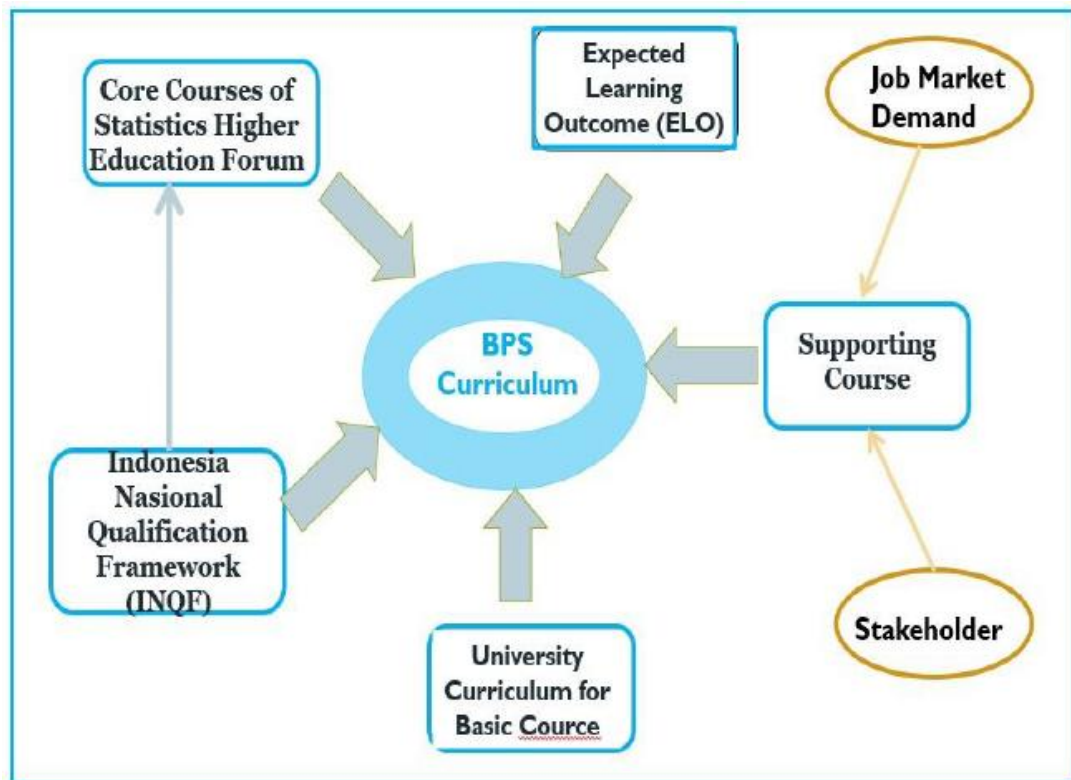 Core Courses of
Statistics Higher
Education Forum
Expected
Learning
Outcome (ELO)
Job Market
Demand
BPS
Curriculum
Supporting
Course
Indonesia
Nasional
Qualification
Framework
(INQF)
University
Curriculum for
Basic Cource
Stakeholder